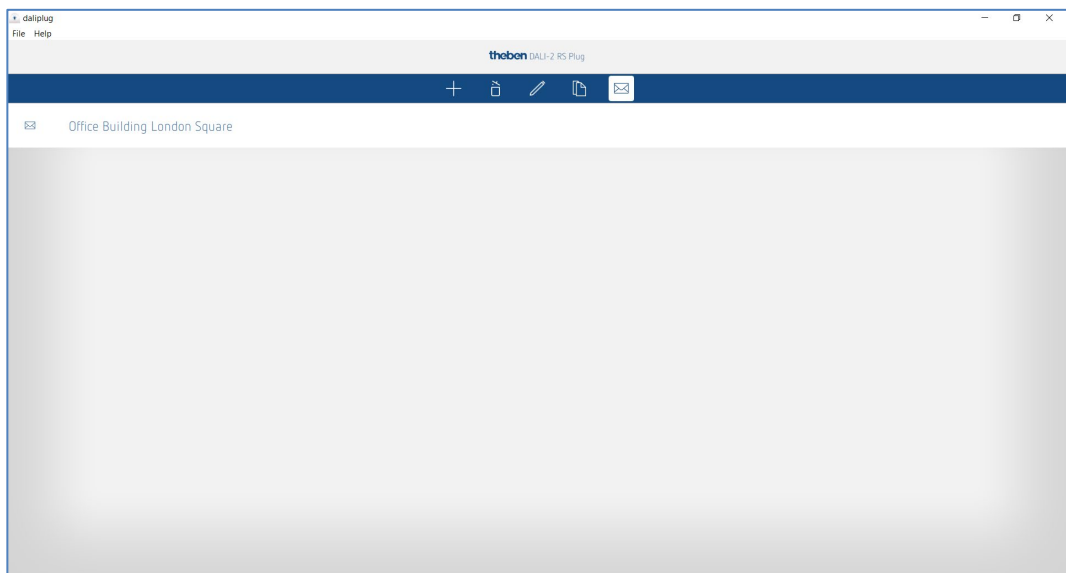 daliplug
File Help
theben DALI-2 RS Plug
Office Building London Square